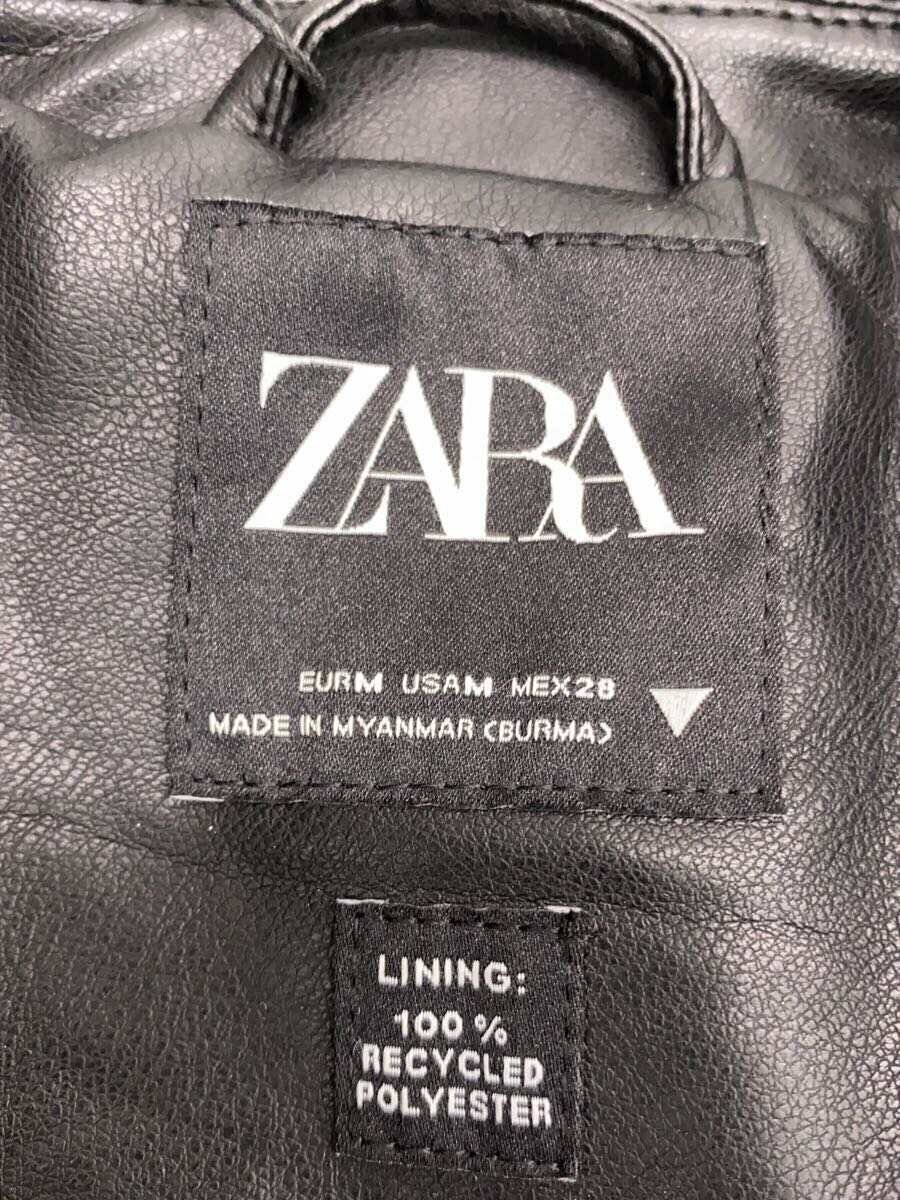 ZARA
EURM USAM MEX28
MADE IN MYANMAR (BURMA)
LINING:
100 %
RECYCLED
POLYESTER